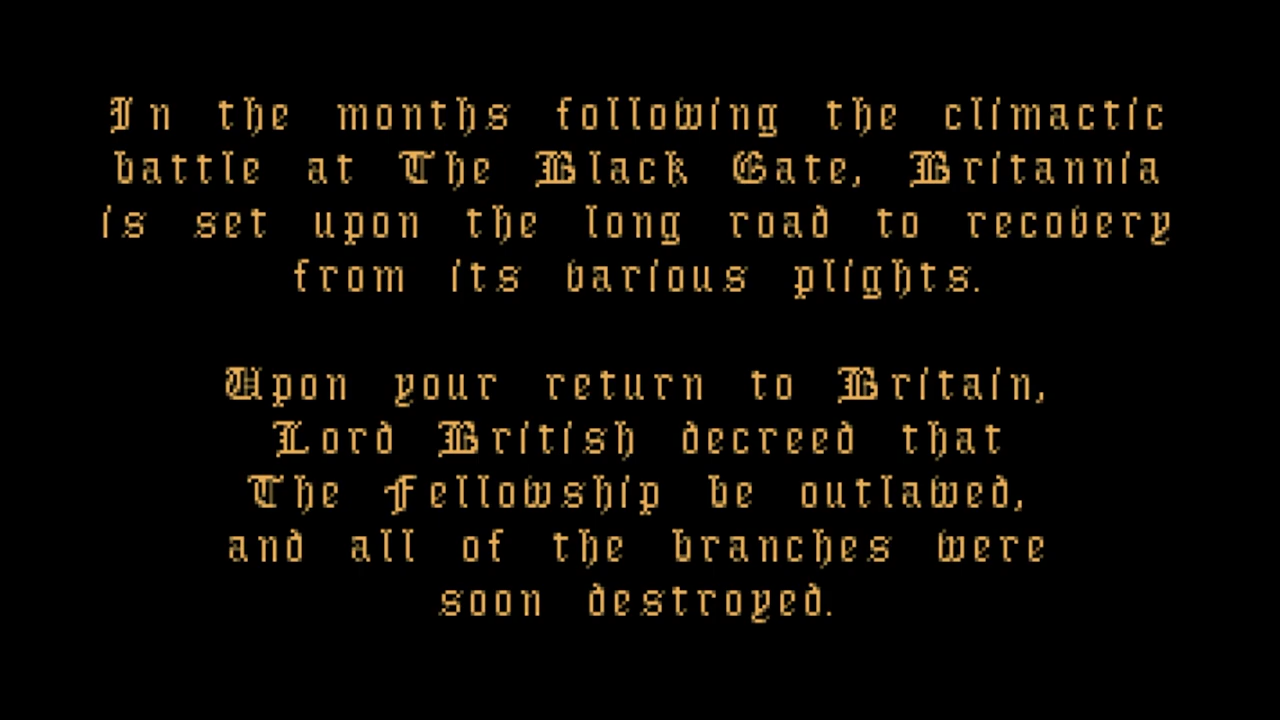 In the months following the climactic
battle at The Black Gate, Britannia
is set upon the long road to recovery
from its various plights.
Upon your return to Britain,
Lord British decreed that
The Fellowship be outlawed,
and all of the branches were
soon destroyed.